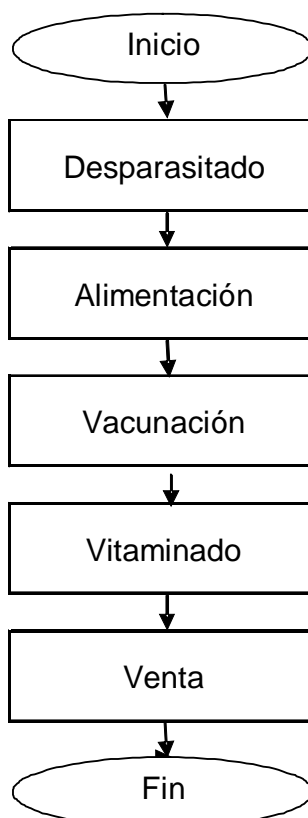 Inicio
Desparasitado
Alimentación
Vacunación
Vitaminado
Venta
Fin